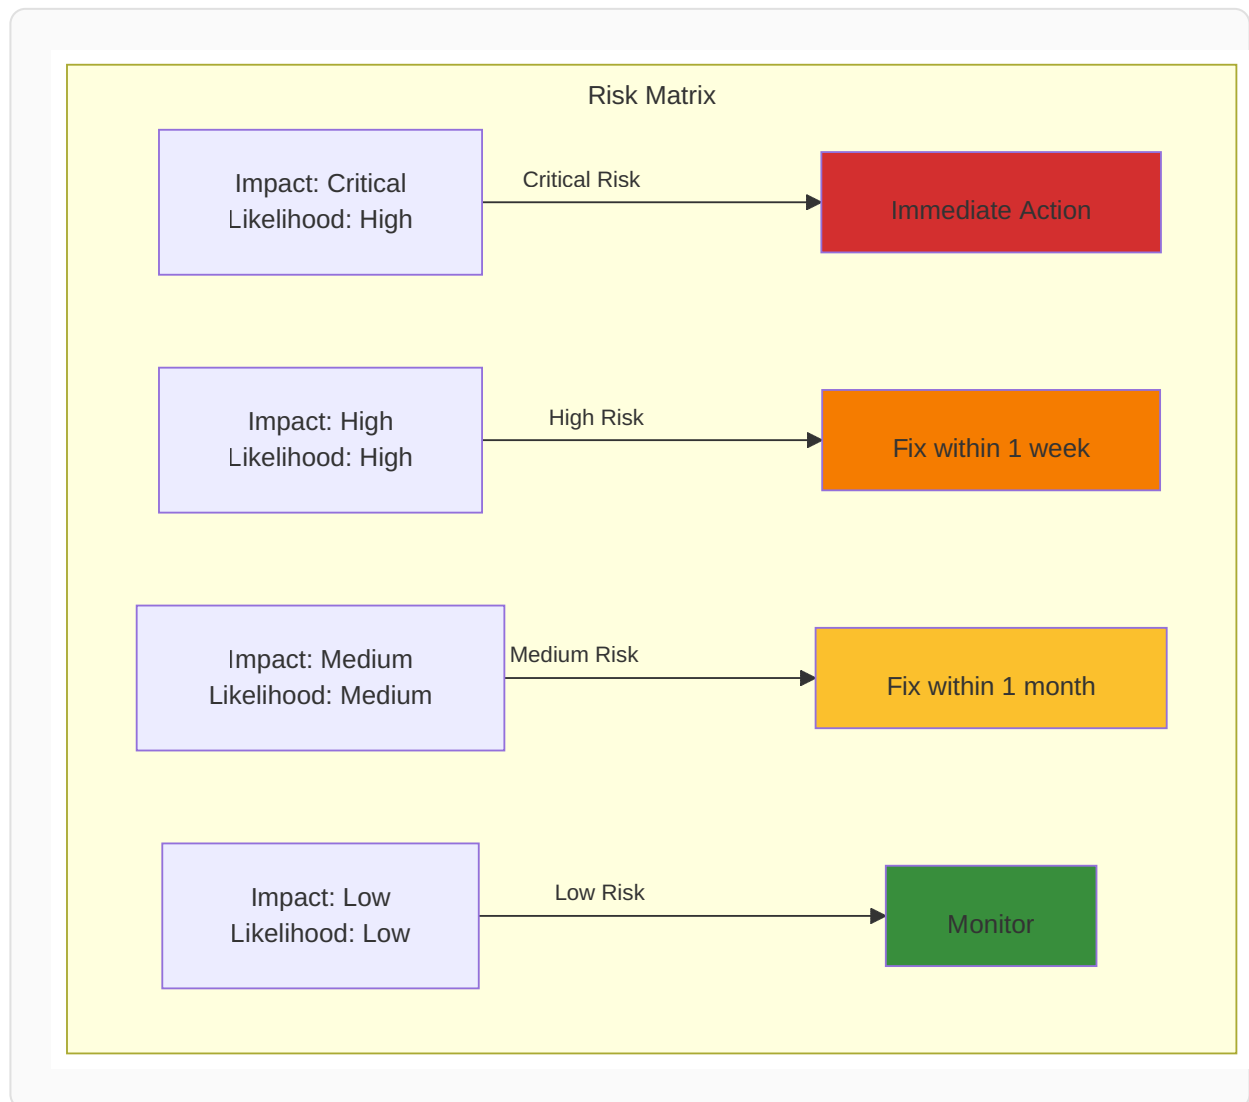 Risk Matrix
Impact: Critical
Likelihood: High
Critical Risk
Immediate Action
Impact: High
Likelihood: High
High Risk
Fix within 1 week
Impact: Medium
Likelihood: Medium
Medium Risk
Fix within 1 month
Impact: Low
Likelihood: Low
Low Risk
Monitor